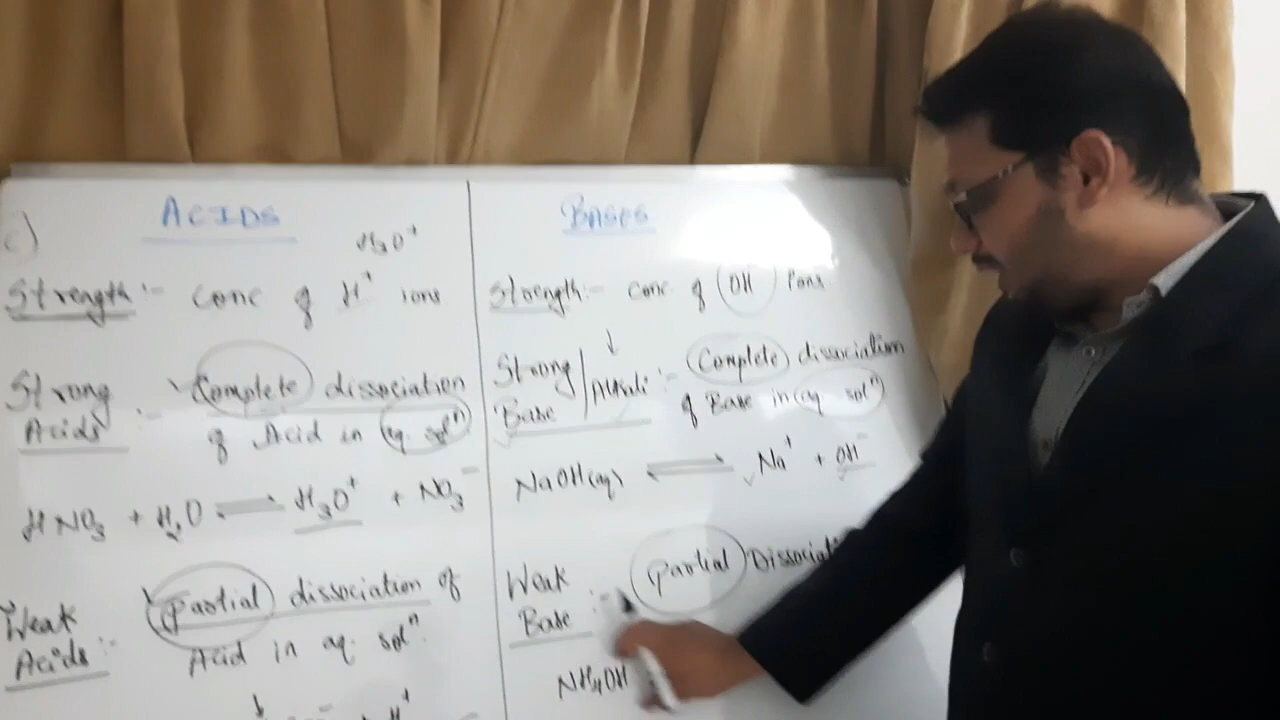 c)
ACIDS
H₃O⁺
Strength :- conc of H⁺ ions
Strong Acids :- Complete dissociation
of Acid in aq. solⁿ
HNO₃ + H₂O ⇌ H₃O⁺ + NO₃⁻
Weak Acids :- partial dissociation of
Acid in aq. solⁿ
↓
H⁺
BASES
Strength :- conc of OH ions
↓
Strong Base / Alkali :- Complete dissociation
of Base in aq solⁿ
NaOH(aq) ⇌ Na⁺ + OH⁻
Weak Base :- partial
NH₄OH